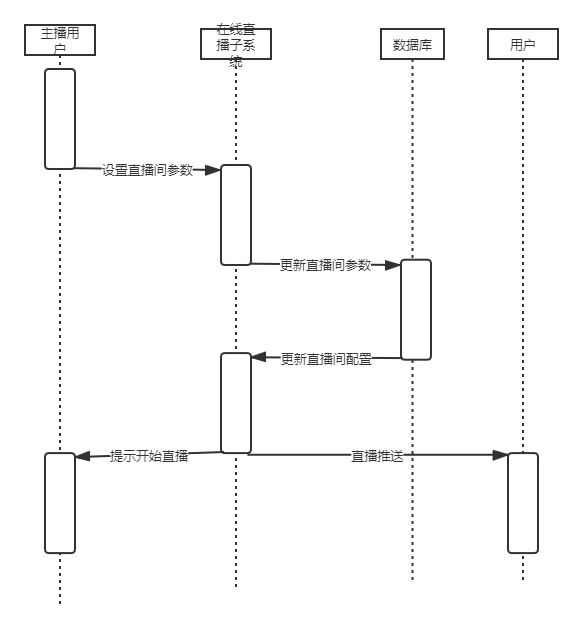 主播用
户
在线直
播子系
统
数据库
用户
设置直播间参数
更新直播间参数
更新直播间配置
提示开始直播
直播推送